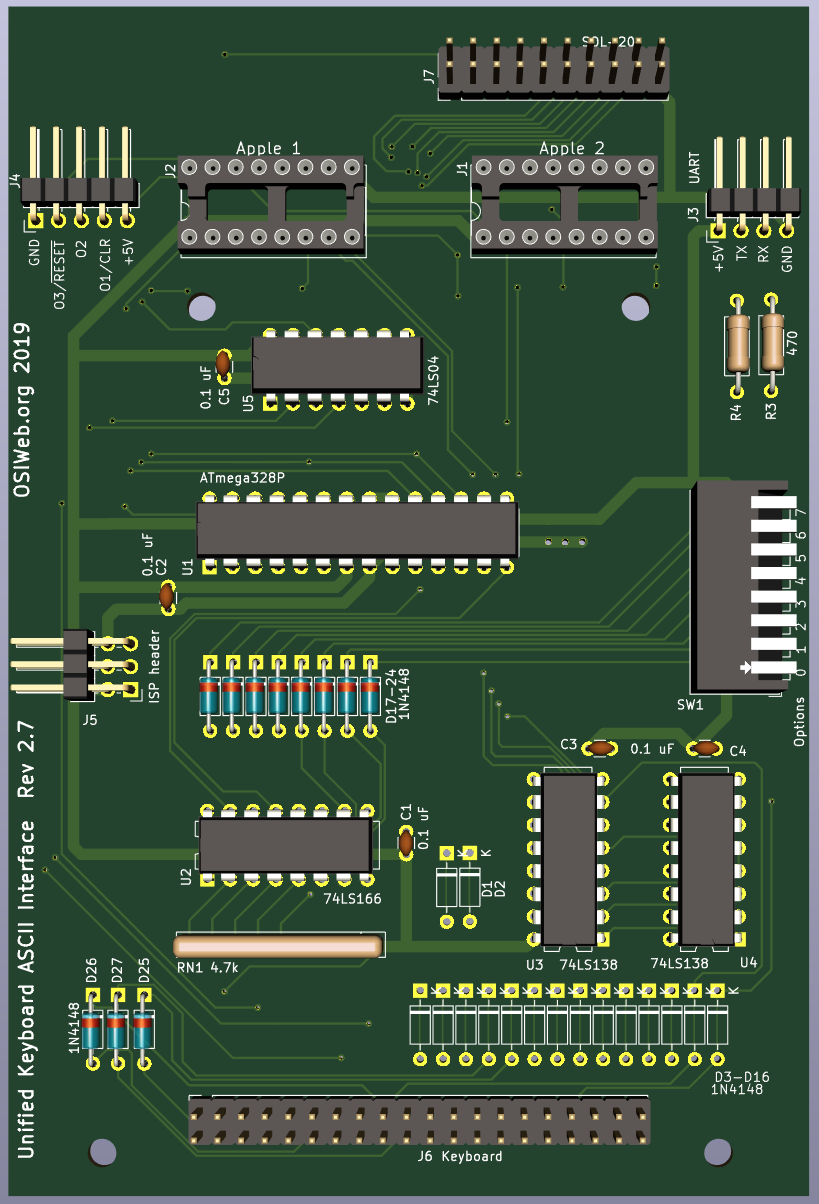 SOL-20
J7
Apple 1
Apple 2
J4
J2
J1
UART
J3
GND
O3/RESET
O2
O1/CLR
+5V
+5V
TX
RX
GND
470
R4
R3
OSIWeb.org 2019
0.1 uF
C5
U5
74LS04
ATmega328P
0.1 uF
C2
U1
7
6
5
4
3
2
1
0
SW1
Options
ISP header
J5
D17-24
1N4148
C3
0.1 uF
C4
Unified Keyboard ASCII Interface Rev 2.7
C1
0.1 uF
U2
74LS166
K
K
D1
D2
RN1 4.7k
U3
74LS138
74LS138
U4
D26
D27
D25
1N4148
K
D3-D16
1N4148
J6 Keyboard